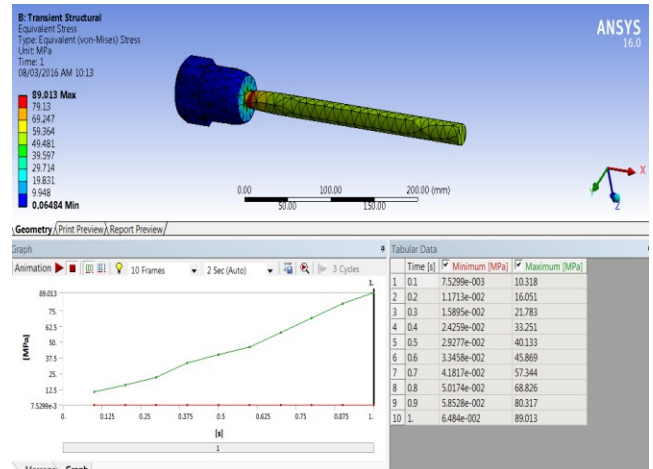 B: Transient Structural
Equivalent Stress
Type: Equivalent (von-Mises) Stress
Unit: MPa
Time: 1
08/03/2016 AM 10:13
89.013 Max
79.13
69.247
59.364
49.481
39.597
29.714
19.831
9.948
0.06484 Min
ANSYS
16.0
0.00 100.00 200.00 (mm)
50.00 150.00
X
Y
Z
Geometry Print Preview Report Preview
Graph
Animation 10 Frames 2 Sec (Auto) 3 Cycles
1.
89.013
75.
62.5
50.
37.5
25.
12.5
7.5299e-3
[MPa]
0. 0.125 0.25 0.375 0.5 0.625 0.75 0.875 1.
[s]
1
Tabular Data
Time [s] Minimum [MPa] Maximum [MPa]
1 0.1 7.5299e-003 10.318
2 0.2 1.1713e-002 16.051
3 0.3 1.5895e-002 21.783
4 0.4 2.4259e-002 33.251
5 0.5 2.9277e-002 40.133
6 0.6 3.3458e-002 45.869
7 0.7 4.1817e-002 57.344
8 0.8 5.0174e-002 68.826
9 0.9 5.8528e-002 80.317
10 1. 6.484e-002 89.013
Graph